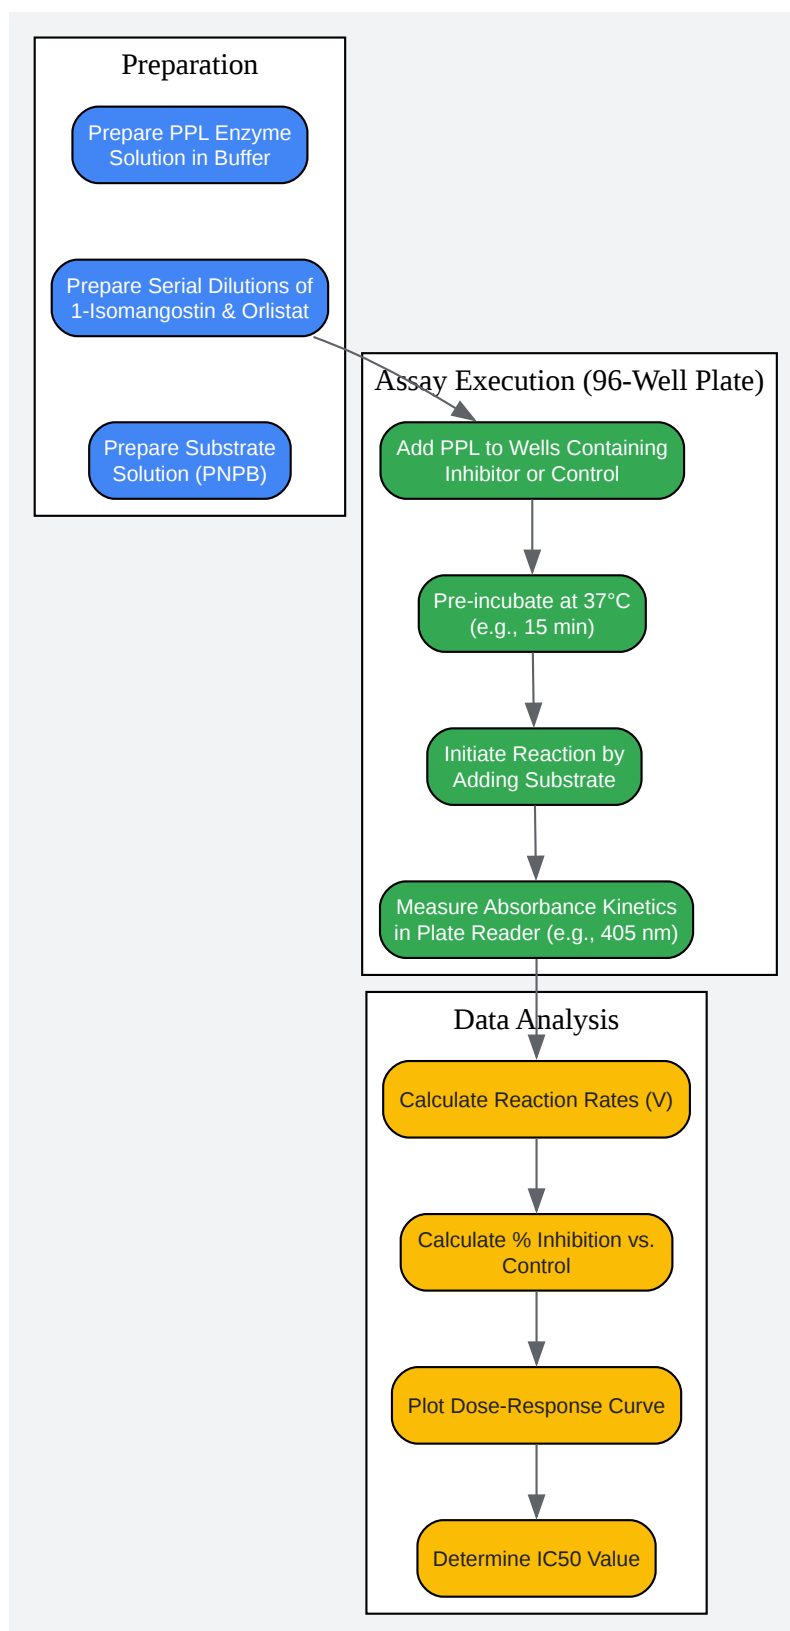 Preparation
Prepare PPL Enzyme
Solution in Buffer
Prepare Serial Dilutions of
1-Isomangostin & Orlistat
Prepare Substrate
Solution (PNPB)
Assay Execution (96-Well Plate)
Add PPL to Wells Containing
Inhibitor or Control
Pre-incubate at 37°C
(e.g., 15 min)
Initiate Reaction by
Adding Substrate
Measure Absorbance Kinetics
in Plate Reader (e.g., 405 nm)
Data Analysis
Calculate Reaction Rates (V)
Calculate % Inhibition vs.
Control
Plot Dose-Response Curve
Determine IC50 Value